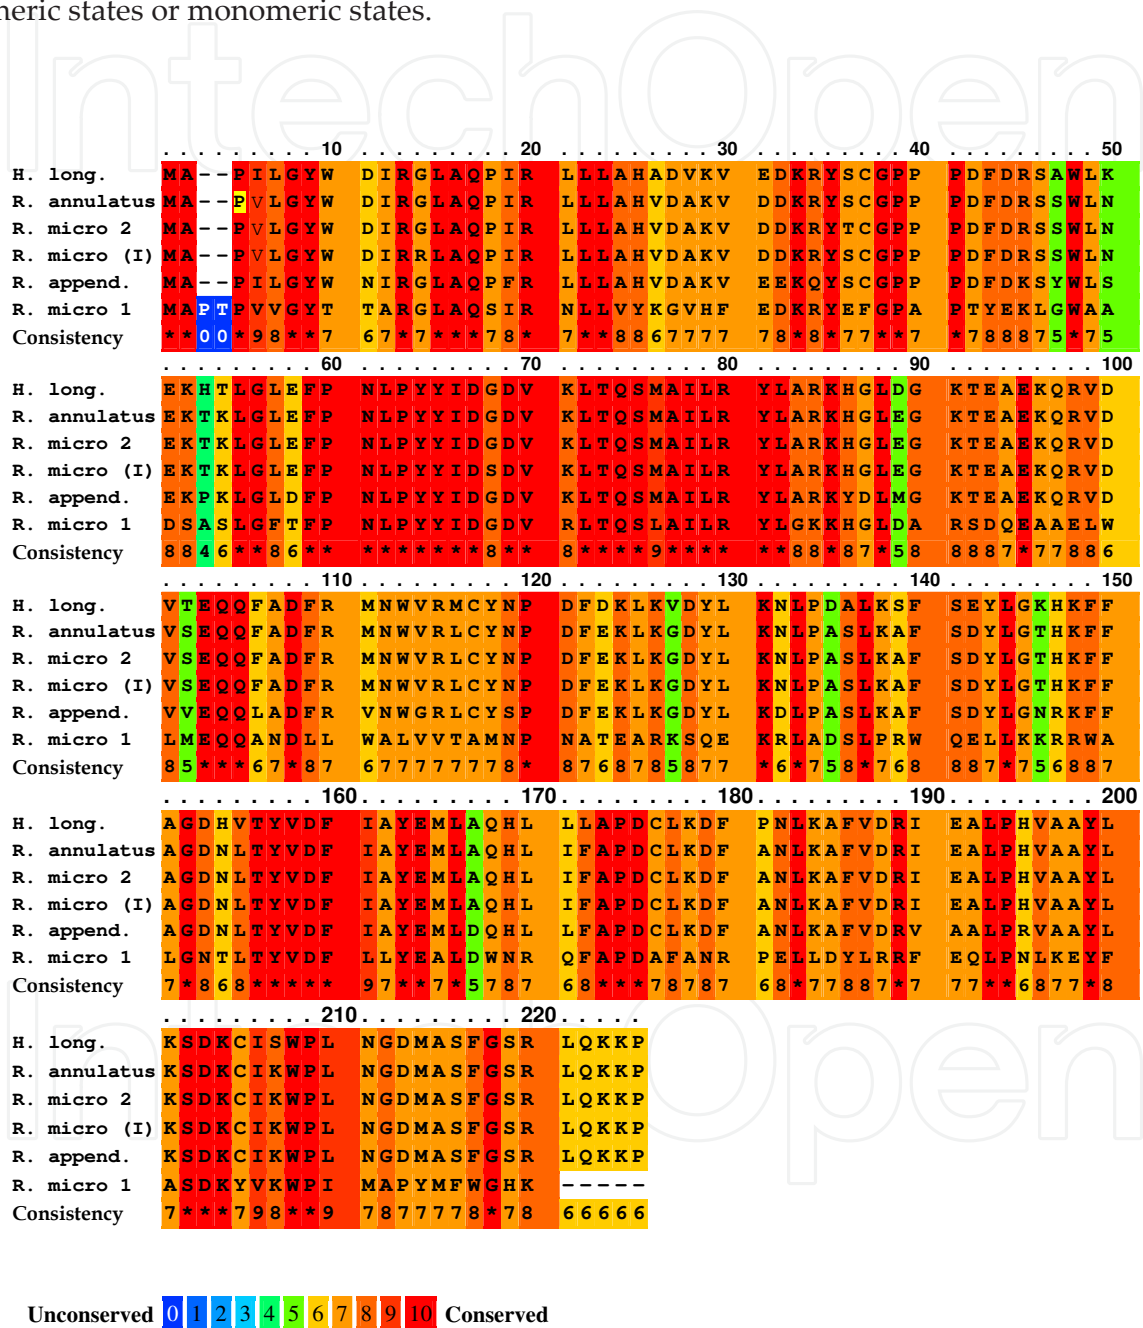 neric states or monomeric states.
. . . . . . . . . 10 . . . . . . . . . 20 . . . . . . . . . 30 . . . . . . . . . 40 . . . . . . . . . 50
H. long. MA--PILGYW DIRGLAQPIR LLLAHADVKV EDKRYSCGPP PDFDRSAWLK
R. annulatus MA--PVLGYW DIRGLAQPIR LLLAHVDAKV DDKRYSCGPP PDFDRSSWLN
R. micro 2 MA--PVLGYW DIRGLAQPIR LLLAHVDAKV DDKRYTCGPP PDFDRSSWLN
R. micro (I) MA--PVLGYW DIRRLAQPIR LLLAHVDAKV DDKRYSCGPP PDFDRSSWLN
R. append. MA--PILGYW NIRGLAQPFR LLLAHVDAKV EEKQYSCGPP PDFDKSYWLS
R. micro 1 MAPTPVVGYT TARGLAQSIR NLLVYKGVHF EDKRYEFGPA PTYEKLGWAA
Consistency **00*98**7 67*7***78* 7**8867777 78*8*77**7 *788875*75
. . . . . . . . . 60 . . . . . . . . . 70 . . . . . . . . . 80 . . . . . . . . . 90 . . . . . . . . . 100
H. long. EKHTLGLEFP NLPYYIDGDV KLTQSMAILR YLARKHGLDG KTEAEKQRVD
R. annulatus EKTKLGLEFP NLPYYIDGDV KLTQSMAILR YLARKHGLEG KTEAEKQRVD
R. micro 2 EKTKLGLEFP NLPYYIDGDV KLTQSMAILR YLARKHGLEG KTEAEKQRVD
R. micro (I) EKTKLGLEFP NLPYYIDSDV KLTQSMAILR YLARKHGLEG KTEAEKQRVD
R. append. EKPKLGLDFP NLPYYIDGDV KLTQSMAILR YLARKYDLMG KTEAEKQRVD
R. micro 1 DSASLGFTFP NLPYYIDGDV RLTQSLAILR YLGKKHGLDA RSDQEAAELW
Consistency 8846**86** *******8** 8****9**** **88*87*58 8887*77886
. . . . . . . . . 110 . . . . . . . . . 120 . . . . . . . . . 130 . . . . . . . . . 140 . . . . . . . . . 150
H. long. VTEQQFADFR MNWVRMCYNP DFDKLKVDYL KNLPDALKSF SEYLGKHKFF
R. annulatus VSEQQFADFR MNWVRLCYNP DFEKLKGDYL KNLPASLKAF SDYLGTHKFF
R. micro 2 VSEQQFADFR MNWVRLCYNP DFEKLKGDYL KNLPASLKAF SDYLGTHKFF
R. micro (I) VSEQQFADFR MNWVRLCYNP DFEKLKGDYL KNLPASLKAF SDYLGTHKFF
R. append. VVEQQLADFR VNWGRLCYSP DFEKLKGDYL KDLPASLKAF SDYLGNRKFF
R. micro 1 LMEQQANDLL WALVVTAMNP NATEARKSQE KRLADSLPRW QELLKKRRWA
Consistency 85***67*87 677777778* 8768785877 *6*758*768 887*756887
. . . . . . . . . 160 . . . . . . . . . 170 . . . . . . . . . 180 . . . . . . . . . 190 . . . . . . . . . 200
H. long. AGDHVTYVDF IAYEMLAQHL LLAPDCLKDF PNLKAFVDRI EALPHVAAYL
R. annulatus AGDNLTYVDF IAYEMLAQHL IFAPDCLKDF ANLKAFVDRI EALPHVAAYL
R. micro 2 AGDNLTYVDF IAYEMLAQHL IFAPDCLKDF ANLKAFVDRI EALPHVAAYL
R. micro (I) AGDNLTYVDF IAYEMLAQHL IFAPDCLKDF ANLKAFVDRI EALPHVAAYL
R. append. AGDNLTYVDF IAYEMLDQHL LFAPDCLKDF ANLKAFVDRV AALPRVAAYL
R. micro 1 LGNTLTYVDF LLYEALDWNR QFAPDAFANR PELLDYLRRF EQLPNLKEYF
Consistency 7*868***** 97**7*5787 68***78787 68*77887*7 77**6877*8
. . . . . . . . . 210 . . . . . . . . . 220 . . . . .
H. long. KSDKCISWPL NGDMASFGSR LQKKP
R. annulatus KSDKCIKWPL NGDMASFGSR LQKKP
R. micro 2 KSDKCIKWPL NGDMASFGSR LQKKP
R. micro (I) KSDKCIKWPL NGDMASFGSR LQKKP
R. append. KSDKCIKWPL NGDMASFGSR LQKKP
R. micro 1 ASDKYVKWPI MAPYMFWGHK -----
Consistency 7***798**9 7877778*78 66666
Unconserved 0 1 2 3 4 5 6 7 8 9 10 Conserved
IntechOpen
IntechOpen